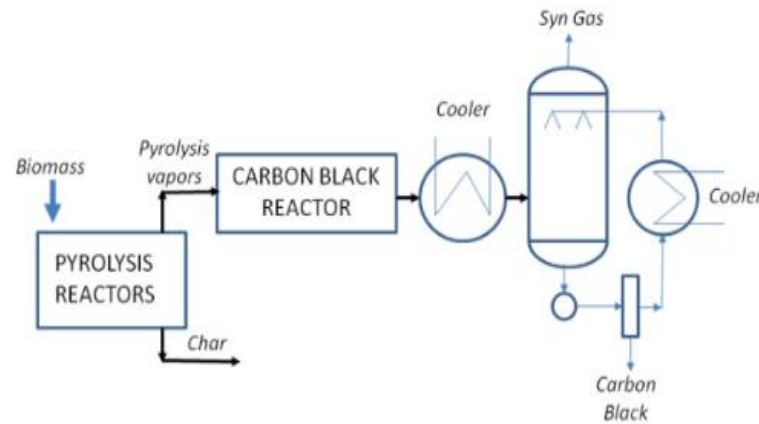 Syn Gas
Cooler
Pyrolysis
vapors
Biomass
CARBON BLACK
REACTOR
Cooler
PYROLYSIS
REACTORS
Char
Carbon
Black